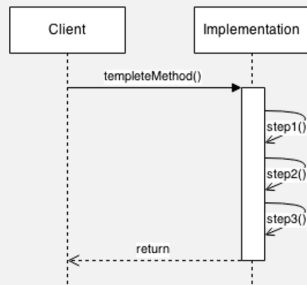 Client
Implementation
templeteMethod()
step1()
step2()
step3()
return